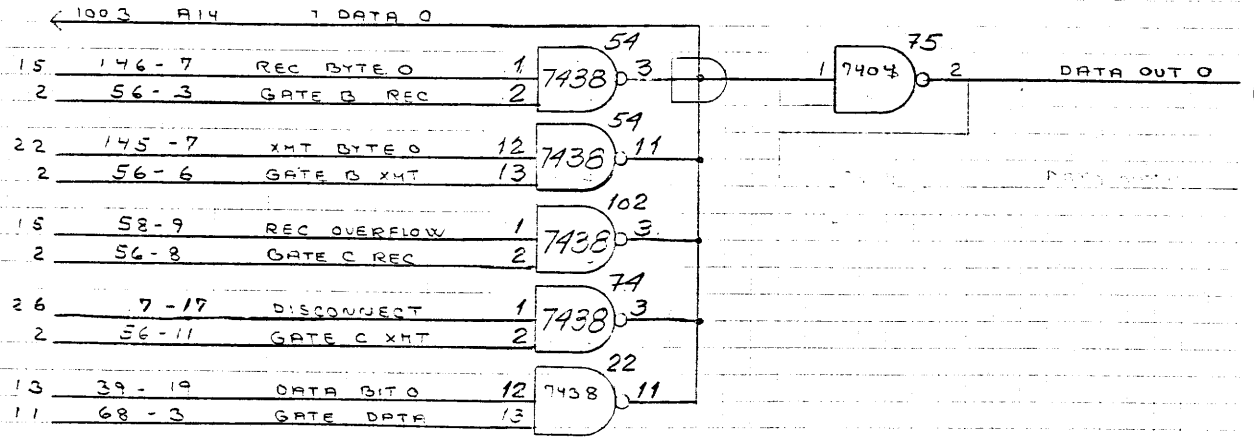 1003 A14 7 DATA 0
54 75
15 146-7 REC BYTE 0 1 7438 3 1 7404 2 DATA OUT 0
2 56-3 GATE B REC 2
54
22 145-7 XMT BYTE 0 12 7438 11
2 56-6 GATE B XMT 13
102
15 58-9 REC OVERFLOW 1 7438 3
2 56-8 GATE C REC 2
74
26 7-17 DISCONNECT 1 7438 3
2 56-11 GATE C XMT 2
22
13 39-19 DATA BIT 0 12 7438 11
11 68-3 GATE DATA 13